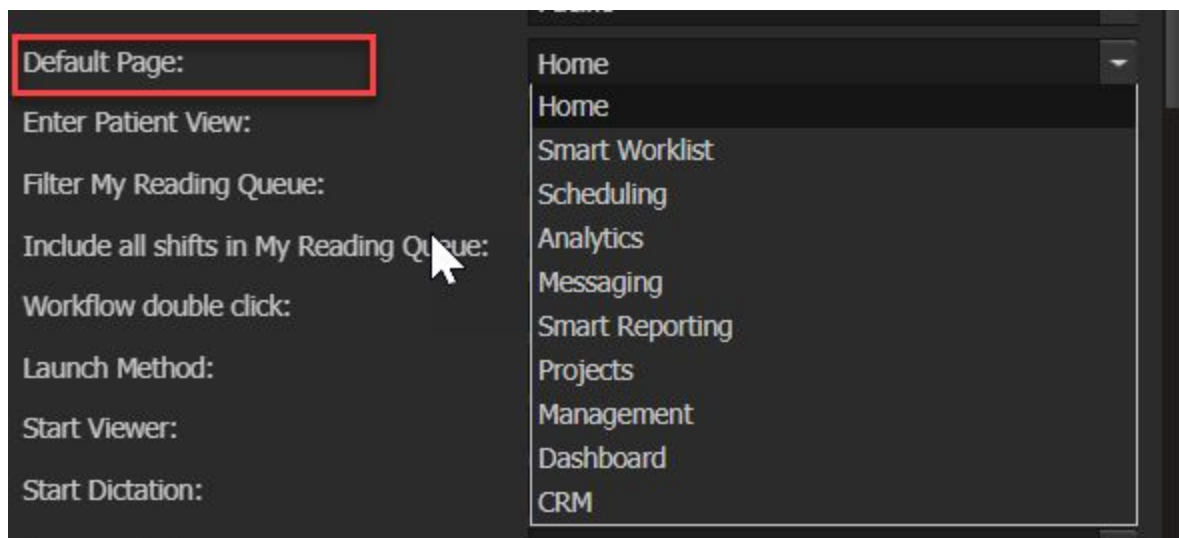 Default Page:
Home
Home
Enter Patient View:
Smart Worklist
Filter My Reading Queue:
Scheduling
Include all shifts in My Reading Queue:
Analytics
Messaging
Workflow double click:
Smart Reporting
Launch Method:
Projects
Start Viewer:
Management
Dashboard
Start Dictation:
CRM